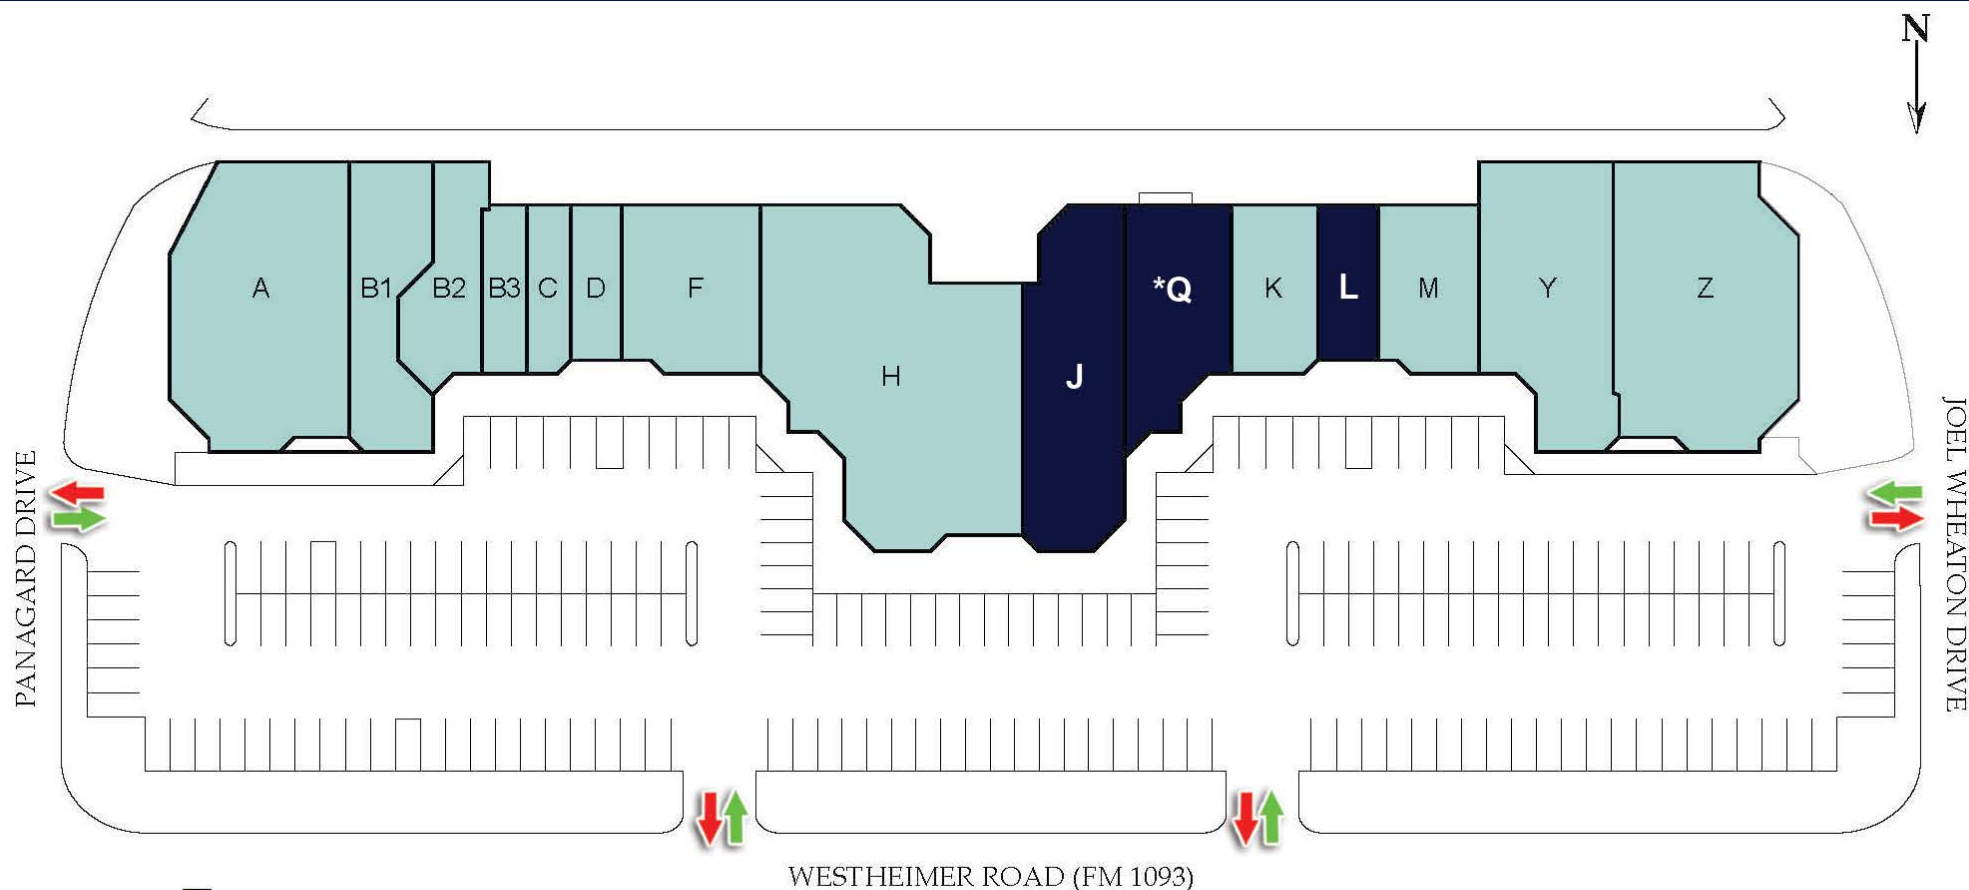 N
A
B1
B2
B3
C
D
F
H
J
*Q
K
L
M
Y
Z
PANAGARD DRIVE
JOEL WHEATON DRIVE
WESTHEIMER ROAD (FM 1093)